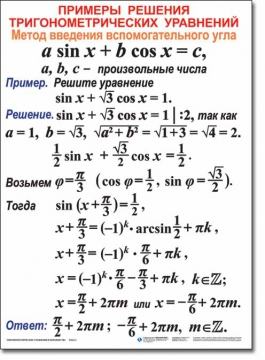 ПРИМЕРЫ РЕШЕНИЯ
ТРИГОНОМЕТРИЧЕСКИХ УРАВНЕНИЙ
Метод введения вспомогательного угла
a sin x + b cos x = c,
a, b, c – произвольные числа
Пример. Решите уравнение
sin x + √3 cos x = 1.
Решение. sin x + √3 cos x = 1 | :2, так как
a = 1, b = √3, √(a² + b²) = √(1+3) = √4 = 2.
1/2 sin x + √3/2 cos x = 1/2.
Возьмем φ = π/3 (cos φ = 1/2, sin φ = √3/2).
Тогда sin (x + π/3) = 1/2,
x + π/3 = (-1)ᵏ · arcsin 1/2 + πk,
x + π/3 = (-1)ᵏ · π/6 + πk,
x = (-1)ᵏ · π/6 – π/3 + πk, k∈ℤ;
x = π/2 + 2πm или x = – π/6 + 2πm.
Ответ: π/2 + 2πm; – π/6 + 2πm, m∈ℤ.